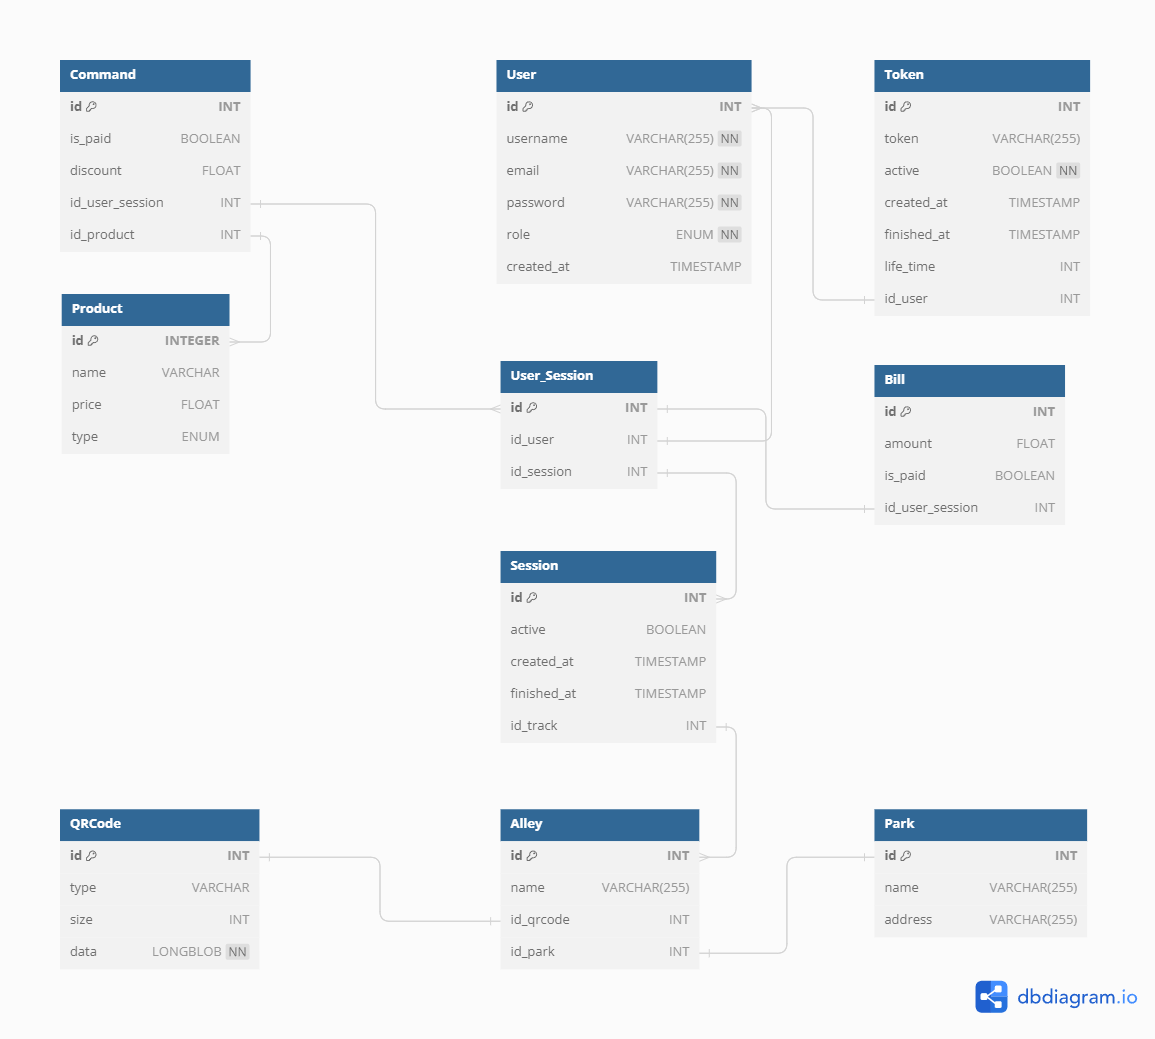 Command
id INT
is_paid BOOLEAN
discount FLOAT
id_user_session INT
id_product INT
User
id INT
username VARCHAR(255) NN
email VARCHAR(255) NN
password VARCHAR(255) NN
role ENUM NN
created_at TIMESTAMP
Token
id INT
token VARCHAR(255)
active BOOLEAN NN
created_at TIMESTAMP
finished_at TIMESTAMP
life_time INT
id_user INT
Product
id INTEGER
name VARCHAR
price FLOAT
type ENUM
User_Session
id INT
id_user INT
id_session INT
Bill
id INT
amount FLOAT
is_paid BOOLEAN
id_user_session INT
Session
id INT
active BOOLEAN
created_at TIMESTAMP
finished_at TIMESTAMP
id_track INT
QRCode
id INT
type VARCHAR
size INT
data LONGBLOB NN
Alley
id INT
name VARCHAR(255)
id_qrcode INT
id_park INT
Park
id INT
name VARCHAR(255)
address VARCHAR(255)
dbdiagram.io